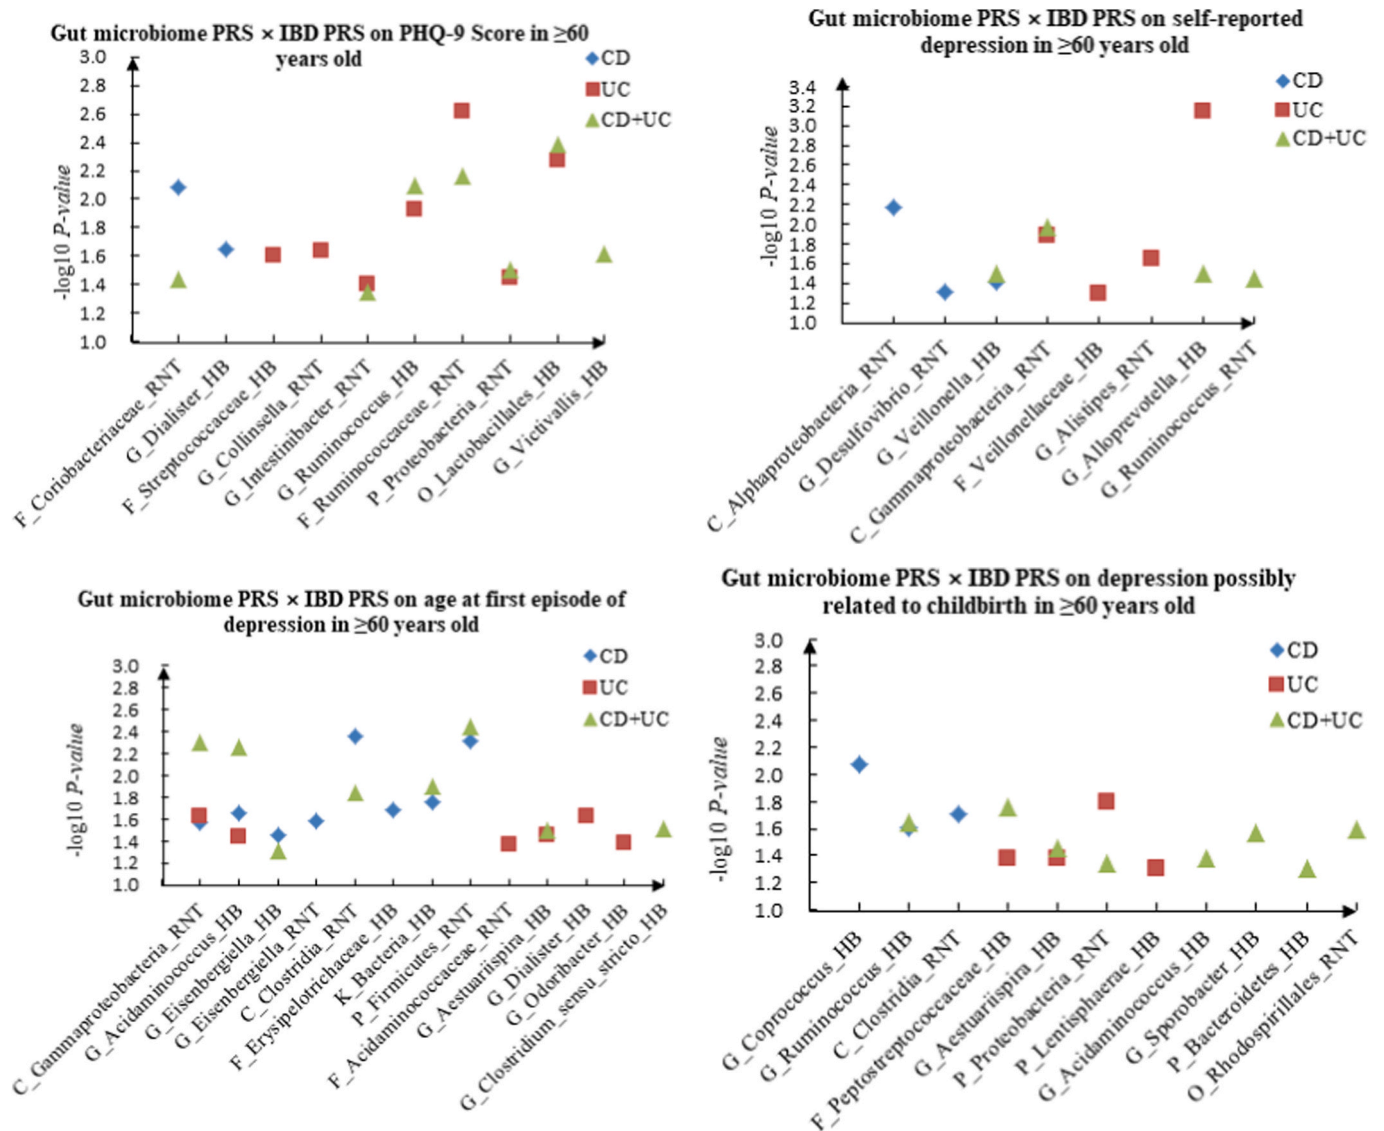 Gut microbiome PRS × IBD PRS on PHQ-9 Score in ≥60
years old
CD
UC
CD+UC
3.0
2.8
2.6
2.4
2.2
2.0
1.8
1.6
1.4
1.2
1.0
-log10 P-value
F_Coriobacteriaceae_RNT
G_Dialister_HB
F_Streptococcaceae_HB
G_Collinsella_RNT
G_Intestinibacter_RNT
G_Ruminococcus_HB
F_Ruminococcaceae_RNT
P_Proteobacteria_RNT
O_Lactobacillales_HB
G_Victivallis_HB
Gut microbiome PRS × IBD PRS on self-reported
depression in ≥60 years old
CD
UC
CD+UC
3.4
3.2
3.0
2.8
2.6
2.4
2.2
2.0
1.8
1.6
1.4
1.2
1.0
-log10 P-value
C_Alphaproteobacteria_RNT
G_Desulfovibrio_RNT
G_Veillonella_HB
C_Gammaproteobacteria_RNT
F_Veillonellaceae_HB
G_Alistipes_RNT
G_Alloprevotella_HB
G_Ruminococcus_RNT
Gut microbiome PRS × IBD PRS on age at first episode of
depression in ≥60 years old
CD
UC
CD+UC
3.0
2.8
2.6
2.4
2.2
2.0
1.8
1.6
1.4
1.2
1.0
-log10 P-value
C_Gammaproteobacteria_RNT
G_Acidaminococcus_HB
G_Eisenbergiella_HB
G_Eisenbergiella_RNT
C_Clostridia_RNT
F_Erysipelotrichaceae_HB
K_Bacteria_HB
P_Firmicutes_RNT
F_Acidaminococcaceae_RNT
G_Aestuariispira_HB
G_Dialister_HB
G_Odoribacter_HB
G_Clostridium_sensu_stricto_HB
Gut microbiome PRS × IBD PRS on depression possibly
related to childbirth in ≥60 years old
CD
UC
CD+UC
3.0
2.8
2.6
2.4
2.2
2.0
1.8
1.6
1.4
1.2
1.0
-log10 P-value
G_Coprococcus_HB
G_Ruminococcus_HB
C_Clostridia_RNT
F_Peptostreptococcaceae_HB
G_Aestuariispira_HB
P_Proteobacteria_RNT
P_Lentisphaerae_HB
G_Acidaminococcus_HB
G_Sporobacter_HB
P_Bacteroidetes_HB
O_Rhodospirillales_RNT